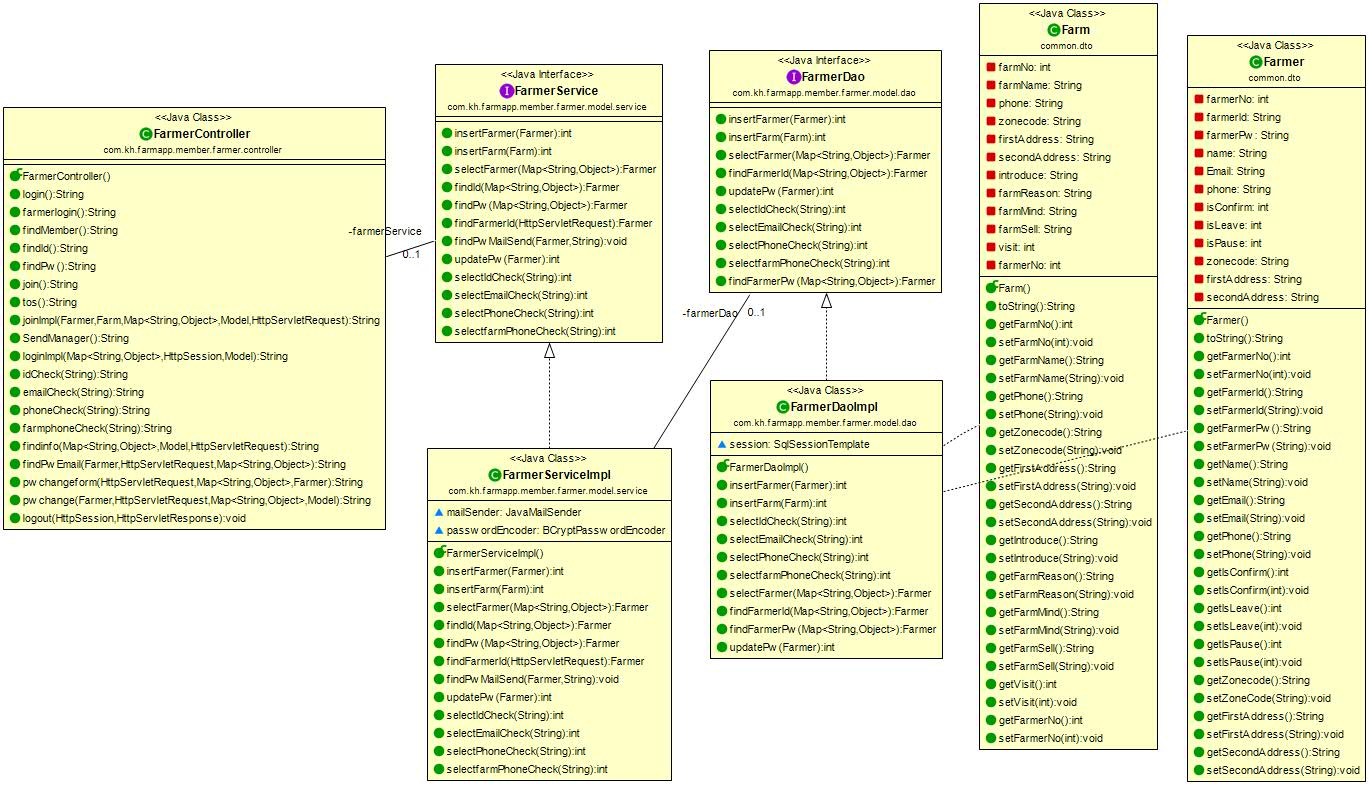 <<Java Class>>
FarmerController
com.kh.farmapp.member.farmer.controller
FarmerController()
login():String
farmerlogin():String
findMember():String
findId():String
findPw ():String
join():String
tos():String
joinImpl(Farmer,Farm,Map<String,Object>,Model,HttpServletRequest):String
SendManager():String
loginImpl(Map<String,Object>,HttpSession,Model):String
idCheck(String):String
emailCheck(String):String
phoneCheck(String):String
farmphoneCheck(String):String
findinfo(Map<String,Object>,Model,HttpServletRequest):String
findPw Email(Farmer,HttpServletRequest,Map<String,Object>):String
pw changeform(HttpServletRequest,Map<String,Object>,Farmer):String
pw change(Farmer,HttpServletRequest,Map<String,Object>,Model):String
logout(HttpSession,HttpServletResponse):void
-farmerService
0..1
<<Java Interface>>
I FarmerService
com.kh.farmapp.member.farmer.model.service
insertFarmer(Farmer):int
insertFarm(Farm):int
selectFarmer(Map<String,Object>):Farmer
findId(Map<String,Object>):Farmer
findPw (Map<String,Object>):Farmer
findFarmerId(HttpServletRequest):Farmer
findPw MailSend(Farmer,String):void
updatePw (Farmer):int
selectIdCheck(String):int
selectEmailCheck(String):int
selectPhoneCheck(String):int
selectfarmPhoneCheck(String):int
<<Java Class>>
C FarmerServiceImpl
com.kh.farmapp.member.farmer.model.service
mailSender: JavaMailSender
passw ordEncoder: BCryptPassw ordEncoder
FarmerServiceImpl()
insertFarmer(Farmer):int
insertFarm(Farm):int
selectFarmer(Map<String,Object>):Farmer
findId(Map<String,Object>):Farmer
findPw (Map<String,Object>):Farmer
findFarmerId(HttpServletRequest):Farmer
findPw MailSend(Farmer,String):void
updatePw (Farmer):int
selectIdCheck(String):int
selectEmailCheck(String):int
selectPhoneCheck(String):int
selectfarmPhoneCheck(String):int
<<Java Interface>>
I FarmerDao
com.kh.farmapp.member.farmer.model.dao
insertFarmer(Farmer):int
insertFarm(Farm):int
selectFarmer(Map<String,Object>):Farmer
findFarmerId(Map<String,Object>):Farmer
updatePw (Farmer):int
selectIdCheck(String):int
selectEmailCheck(String):int
selectPhoneCheck(String):int
selectfarmPhoneCheck(String):int
findFarmerPw (Map<String,Object>):Farmer
-farmerDao
0..1
<<Java Class>>
C FarmerDaoImpl
com.kh.farmapp.member.farmer.model.dao
session: SqlSessionTemplate
FarmerDaoImpl()
insertFarmer(Farmer):int
insertFarm(Farm):int
selectIdCheck(String):int
selectEmailCheck(String):int
selectPhoneCheck(String):int
selectfarmPhoneCheck(String):int
selectFarmer(Map<String,Object>):Farmer
findFarmerId(Map<String,Object>):Farmer
findFarmerPw (Map<String,Object>):Farmer
updatePw (Farmer):int
<<Java Class>>
C Farm
common.dto
farmNo: int
farmName: String
phone: String
zonecode: String
firstAddress: String
secondAddress: String
introduce: String
farmReason: String
farmMind: String
farmSell: String
visit: int
farmerNo: int
Farm()
toString():String
getFarmNo():int
setFarmNo(int):void
getFarmName():String
setFarmName(String):void
getPhone():String
setPhone(String):void
getZonecode():String
setZonecode(String):void
getFirstAddress():String
setFirstAddress(String):void
getSecondAddress():String
setSecondAddress(String):void
getIntroduce():String
setIntroduce(String):void
getFarmReason():String
setFarmReason(String):void
getFarmMind():String
setFarmMind(String):void
getFarmSell():String
setFarmSell(String):void
getVisit():int
setVisit(int):void
getFarmerNo():int
setFarmerNo(int):void
<<Java Class>>
C Farmer
common.dto
farmerNo: int
farmerId: String
farmerPw : String
name: String
Email: String
phone: String
isConfirm: int
isLeave: int
isPause: int
zonecode: String
firstAddress: String
secondAddress: String
Farmer()
toString():String
getFarmerNo():int
setFarmerNo(int):void
getFarmerId():String
setFarmerId(String):void
getFarmerPw ():String
setFarmerPw (String):void
getName():String
setName(String):void
getEmail():String
setEmail(String):void
getPhone():String
setPhone(String):void
getIsConfirm():int
setIsConfirm(int):void
getIsLeave():int
setIsLeave(int):void
getIsPause():int
setIsPause(int):void
getZonecode():String
setZoneCode(String):void
getFirstAddress():String
setFirstAddress(String):void
getSecondAddress():String
setSecondAddress(String):void